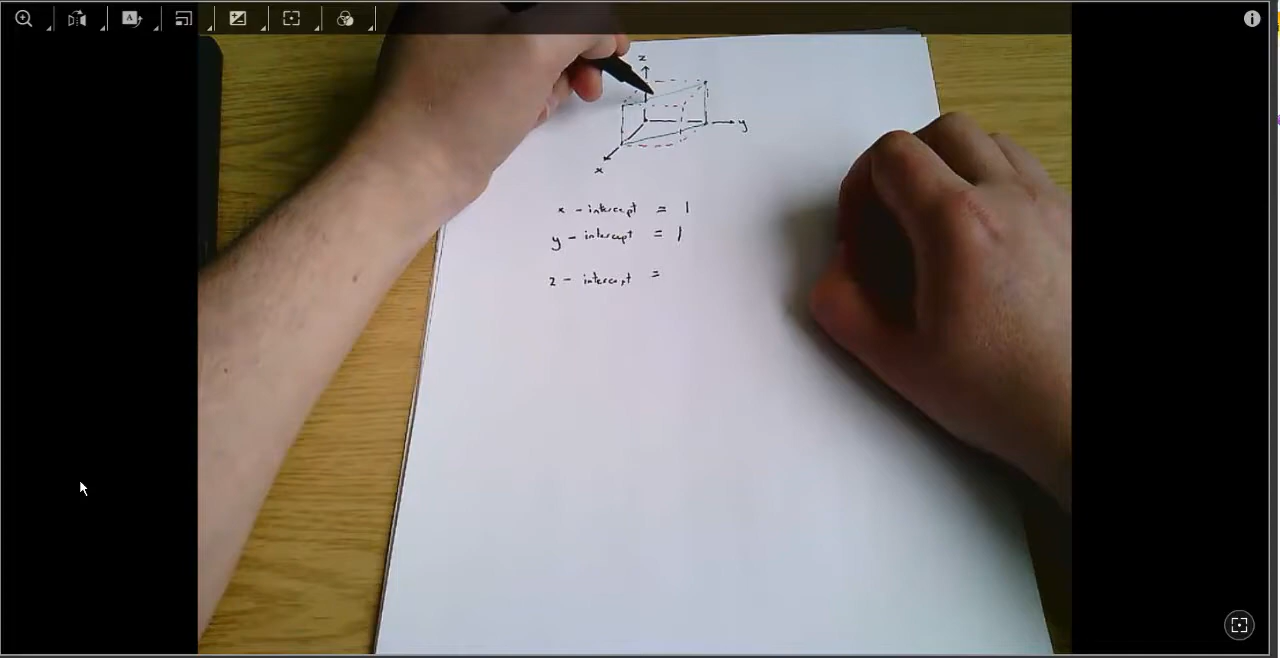 z
y
x
x - intercept = 1
y - intercept = 1
z - intercept =